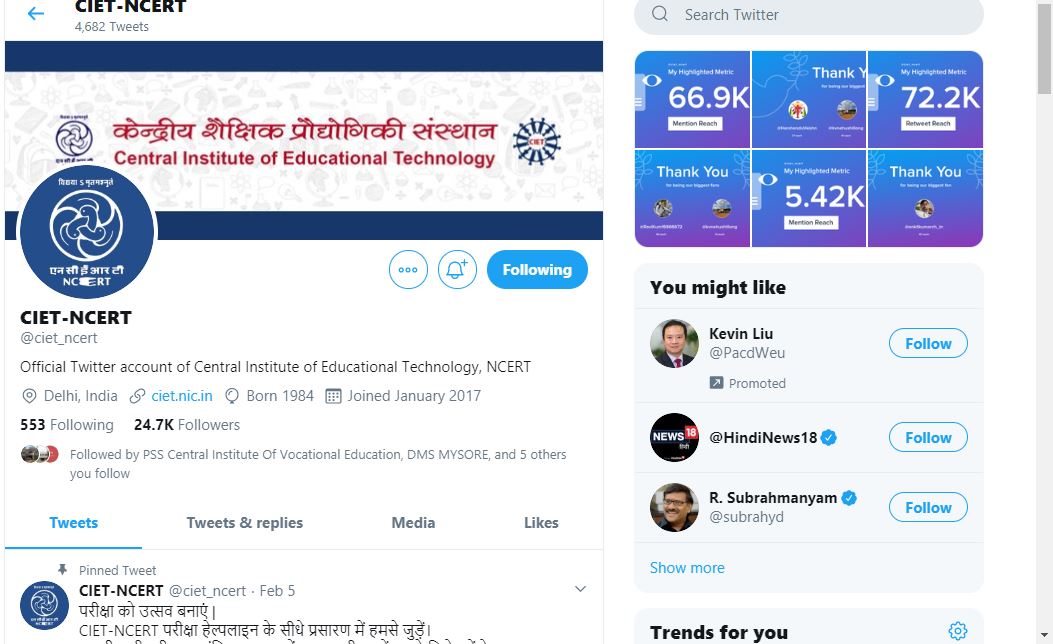 CIET-NCERT
4,682 Tweets
केन्द्रीय शैक्षिक प्रौद्योगिकी संस्थान
Central Institute of Educational Technology
CIET
विद्यया ऽ मृतमश्नुते
एन सी ई आर टी
NCERT
Following
CIET-NCERT
@ciet_ncert
Official Twitter account of Central Institute of Educational Technology, NCERT
Delhi, India ciet.nic.in Born 1984 Joined January 2017
553 Following 24.7K Followers
Followed by PSS Central Institute Of Vocational Education, DMS MYSORE, and 5 others
you follow
Tweets Tweets & replies Media Likes
Pinned Tweet
CIET-NCERT @ciet_ncert · Feb 5
परीक्षा को उत्सव बनाएं |
CIET-NCERT परीक्षा हेल्पलाइन के सीधे प्रसारण में हमसे जुड़ें।
Search Twitter
My Highlighted Metric
66.9K
Mention Reach
Thank Y
for being our biggest
My Highlighted Metric
72.2K
Retweet Reach
Thank You
for being our biggest fans
My Highlighted Metric
5.42K
Mention Reach
Thank You
for being our biggest fan
You might like
Kevin Liu
@PacdWeu
Follow
Promoted
NEWS 18
हिंदी
@HindiNews18
Follow
R. Subrahmanyam
@subrahyd
Follow
Show more
Trends for you